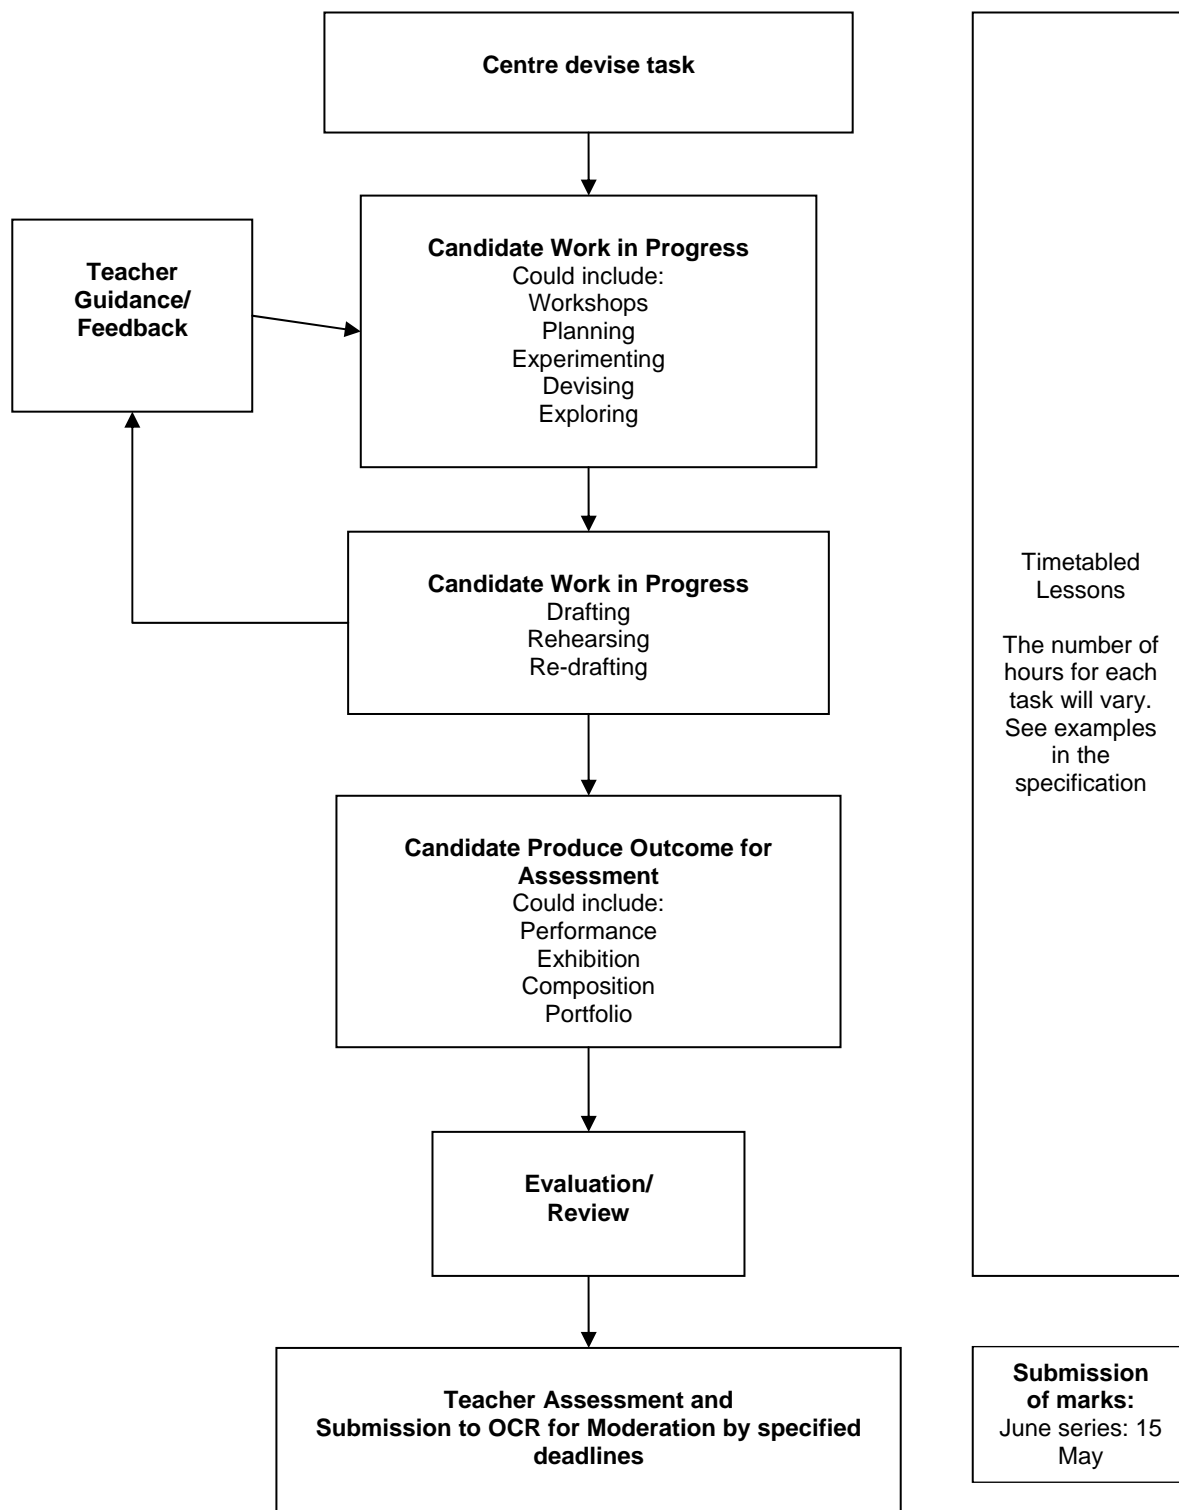 Centre devise task
Teacher
Guidance/
Feedback
Candidate Work in Progress
Could include:
Workshops
Planning
Experimenting
Devising
Exploring
Candidate Work in Progress
Drafting
Rehearsing
Re-drafting
Candidate Produce Outcome for
Assessment
Could include:
Performance
Exhibition
Composition
Portfolio
Evaluation/
Review
Teacher Assessment and
Submission to OCR for Moderation by specified
deadlines
Timetabled
Lessons
The number of
hours for each
task will vary.
See examples
in the
specification
Submission
of marks:
June series: 15
May